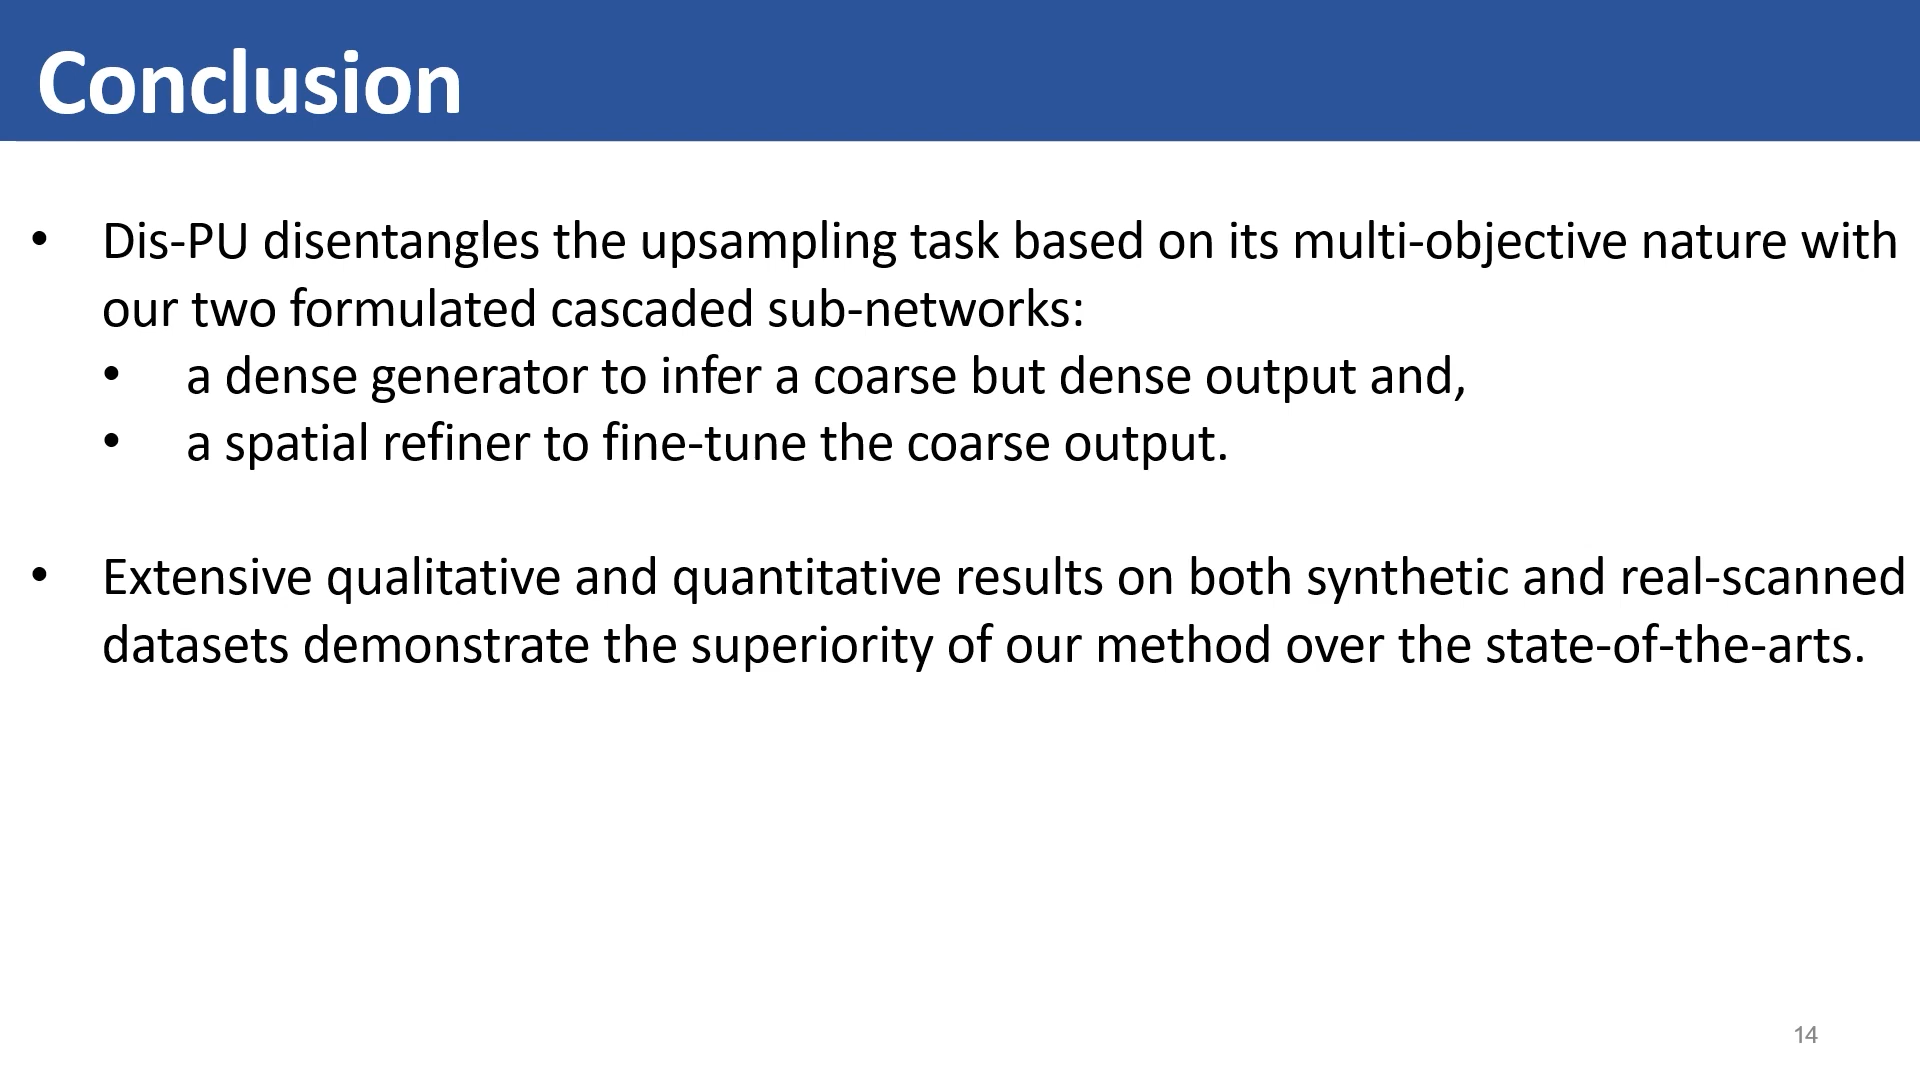 Conclusion
• Dis-PU disentangles the upsampling task based on its multi-objective nature with
our two formulated cascaded sub-networks:
• a dense generator to infer a coarse but dense output and,
• a spatial refiner to fine-tune the coarse output.
• Extensive qualitative and quantitative results on both synthetic and real-scanned
datasets demonstrate the superiority of our method over the state-of-the-arts.
14